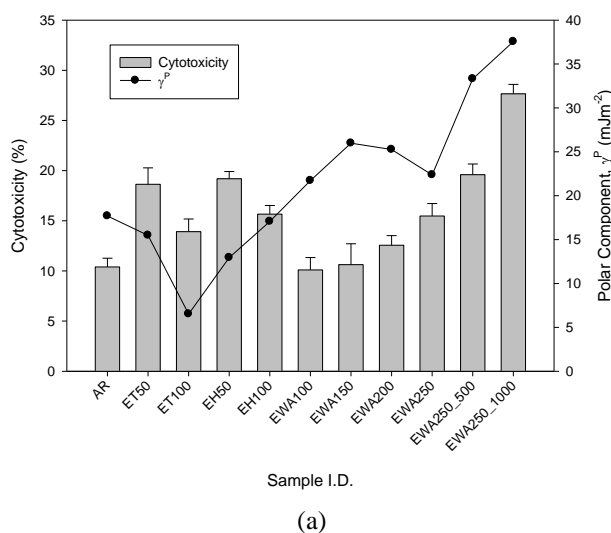 35
30
25
20
15
10
5
0
Cytotoxicity (%)
Cytotoxicity
γᴾ
40
35
30
25
20
15
10
5
0
Polar Component, γᴾ (mJm⁻²)
AR
ET50
ET100
EH50
EH100
EWA100
EWA150
EWA200
EWA250
EWA250_500
EWA250_1000
Sample I.D.
(a)